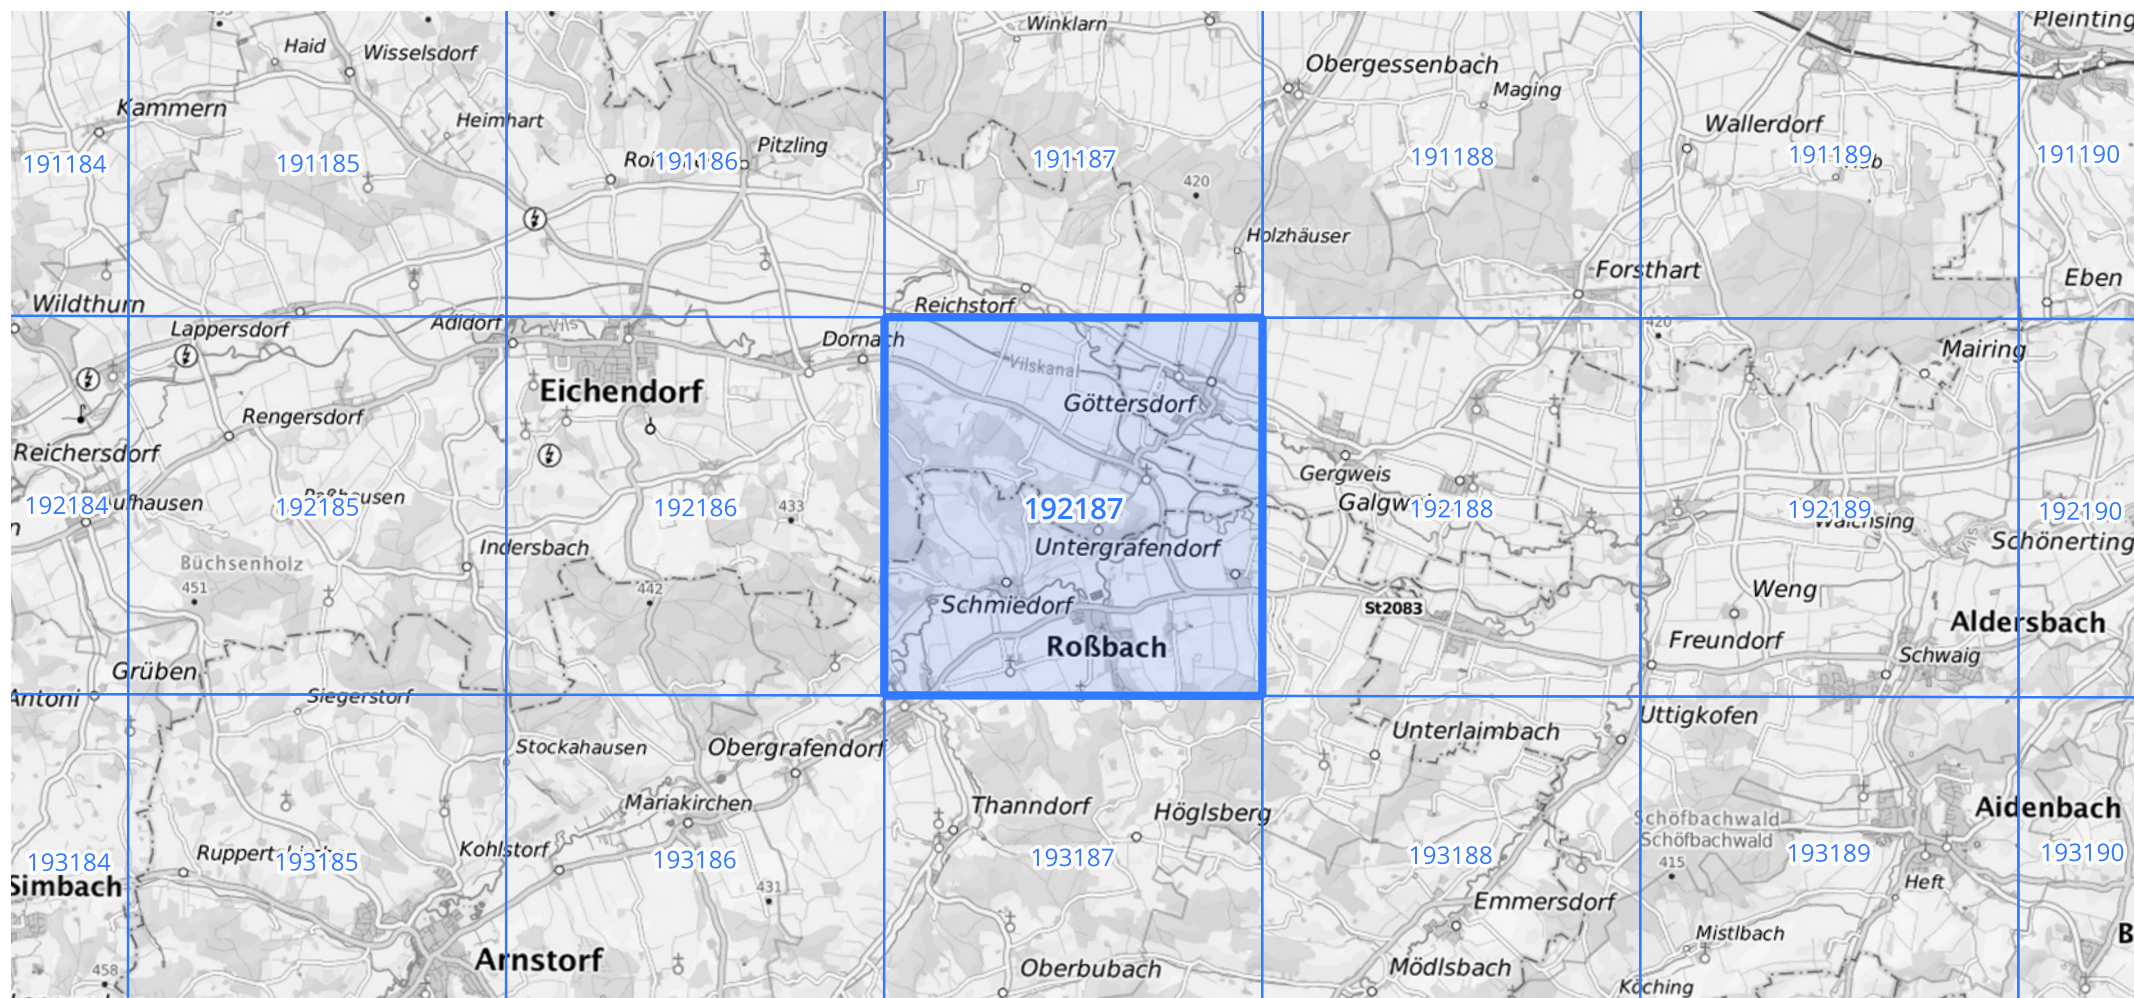 Winklarn
Pleinting
Haid
Wisselsdorf
Obergessenbach
Maging
Kammern
Heimhart
Pitzling
Wallerdorf
191184
191185
191186
191187
191188
191189
191190
420
Holzhäuser
Forsthart
Eben
Wildthurn
Reichstorf
Lappersdorf
Adldorf
Vils
Dornach
420
Mairing
Vilskanal
Eichendorf
Göttersdorf
Rengersdorf
Reichersdorf
Gergweis
192184
192185
192186
433
192187
192188
192189
Walchsing
192190
Schönerting
Büchsenholz
Indersbach
Untergrafendorf
451
442
Schmiedorf
St2083
Weng
Roßbach
Freundorf
Aldersbach
Schwaig
Grüben
Antoni
Siegerstorf
Uttigkofen
Stockahausen
Obergrafendorf
Unterlaimbach
Mariakirchen
Thanndorf
Höglsberg
Schöfbachwald
Schöfbachwald
Aidenbach
193184
193185
Kohlstorf
193186
193187
193188
193189
193190
415
Simbach
431
Heft
Emmersdorf
Mistlbach
B
Arnstorf
458
Oberbubach
Mödlsbach
Köching